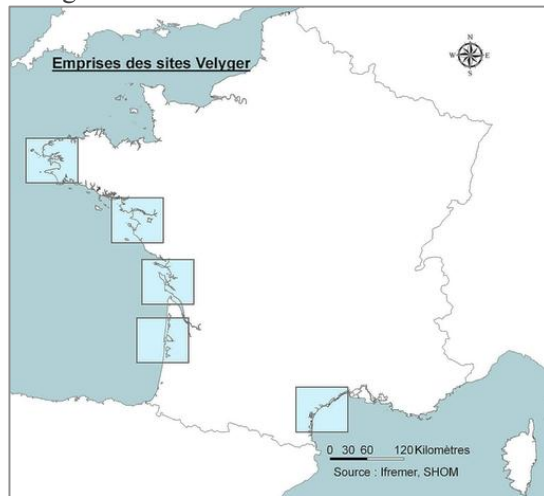 Emprises des sites Velyger
N
W
E
S
0 30 60 120 Kilomètres
Source : Ifremer, SHOM